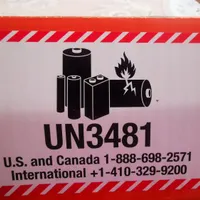 UN3481
U.S. and Canada 1-888-698-2571
International +1-410-329-9200